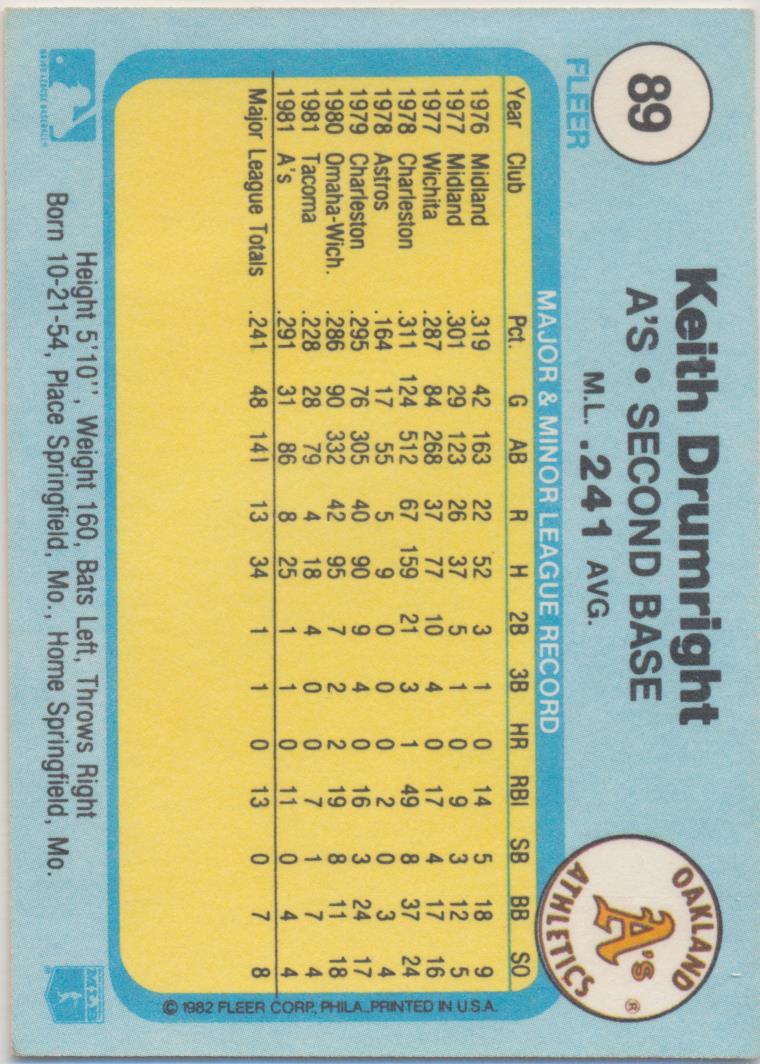 89
FLEER
Keith Drumright
A'S • SECOND BASE
M.L. .241 AVG.
OAKLAND
A's ®
ATHLETICS
MAJOR & MINOR LEAGUE RECORD
Year Club Pct. G AB R H 2B 3B HR RBI SB BB SO
1976 Midland .319 42 163 22 52 3 1 0 14 5 18 9
1977 Midland .301 29 123 26 37 5 1 0 9 3 12 5
1977 Wichita .287 84 268 37 77 10 4 0 17 4 17 16
1978 Charleston .311 124 512 67 159 21 3 1 49 8 37 24
1978 Astros .164 17 55 5 9 0 0 0 2 0 3 4
1979 Charleston .295 76 305 40 90 9 4 0 16 3 24 17
1980 Omaha-Wich. .286 90 332 42 95 7 2 2 19 8 11 18
1981 Tacoma .228 28 79 4 18 4 0 0 7 1 7 4
1981 A's .291 31 86 8 25 1 1 0 11 0 4 4
Major League Totals .241 48 141 13 34 1 1 0 13 0 7 8
© 1982 FLEER CORP., PHILA. PRINTED IN U.S.A.
MAJOR LEAGUE BASEBALL
Height 5'10", Weight 160, Bats Left, Throws Right
Born 10-21-54, Place Springfield, Mo., Home Springfield, Mo.